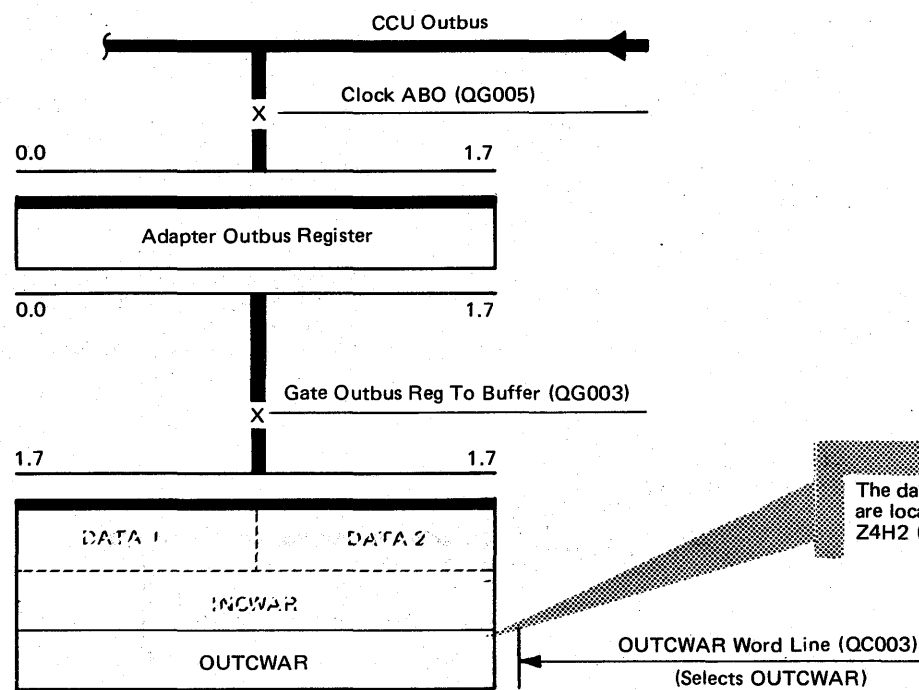 CCU Outbus
Clock ABO (QG005)
X
0.0 1.7
Adapter Outbus Register
0.0 1.7
Gate Outbus Reg To Buffer (QG003)
X
1.7 1.7
The da
are loca
Z4H2 (
DATA 1 DATA 2
INCWAR
OUTCWAR
OUTCWAR Word Line (QC003)
(Selects OUTCWAR)